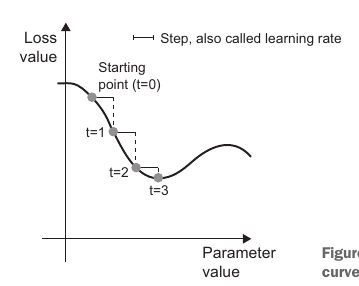 Loss
value
Step, also called learning rate
Starting
point (t=0)
t=1
t=2
t=3
Parameter
value
Figure
curve